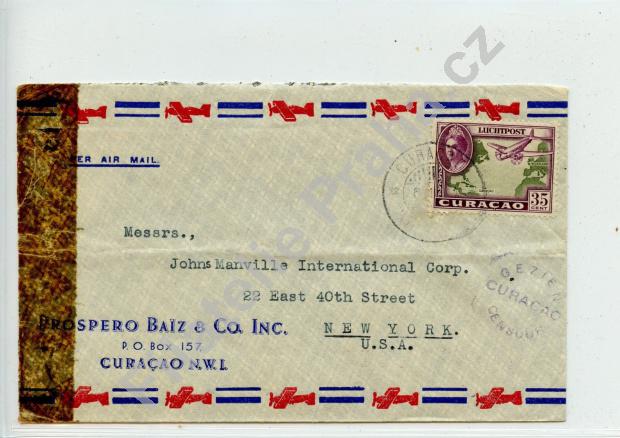 PER AIR MAIL.
LUCHTPOST
CURAÇAO
35
CENT
Messrs.,
Johns Manville International Corp.
22 East 40th Street
NEW YORK.
U.S.A.
GEZIEN
CURAÇAO
CENSUUR
PROSPERO BAÏZ & CO. INC.
P. O. BOX 157
CURAÇAO N.W.I.